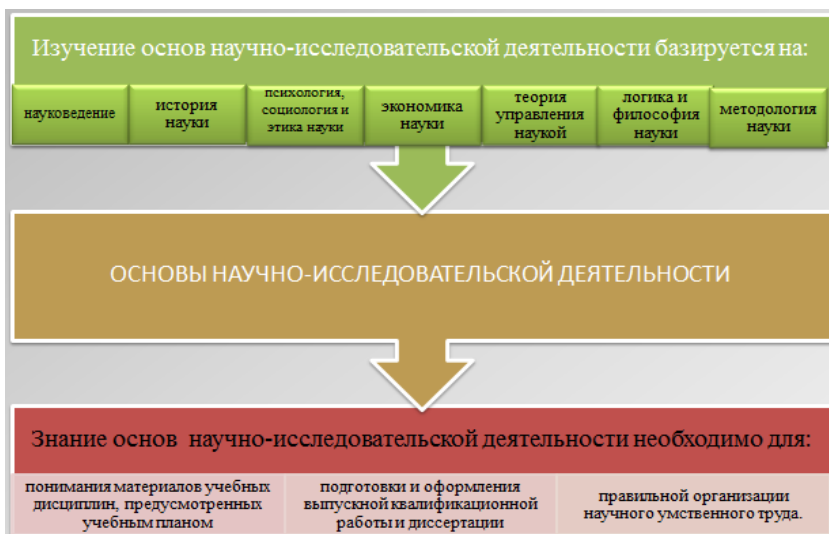 Изучение основ научно-исследовательской деятельности базируется на:
науковедение
история
науки
психология,
социология и
этика науки
экономика
науки
теория
управления
наукой
логика и
философия
науки
методология
науки
ОСНОВЫ НАУЧНО-ИССЛЕДОВАТЕЛЬСКОЙ ДЕЯТЕЛЬНОСТИ
Знание основ научно-исследовательской деятельности необходимо для:
понимания материалов учебных
дисциплин, предусмотренных
учебным планом
подготовки и оформления
выпускной квалификационной
работы и диссертации
правильной организации
научного умственного труда.